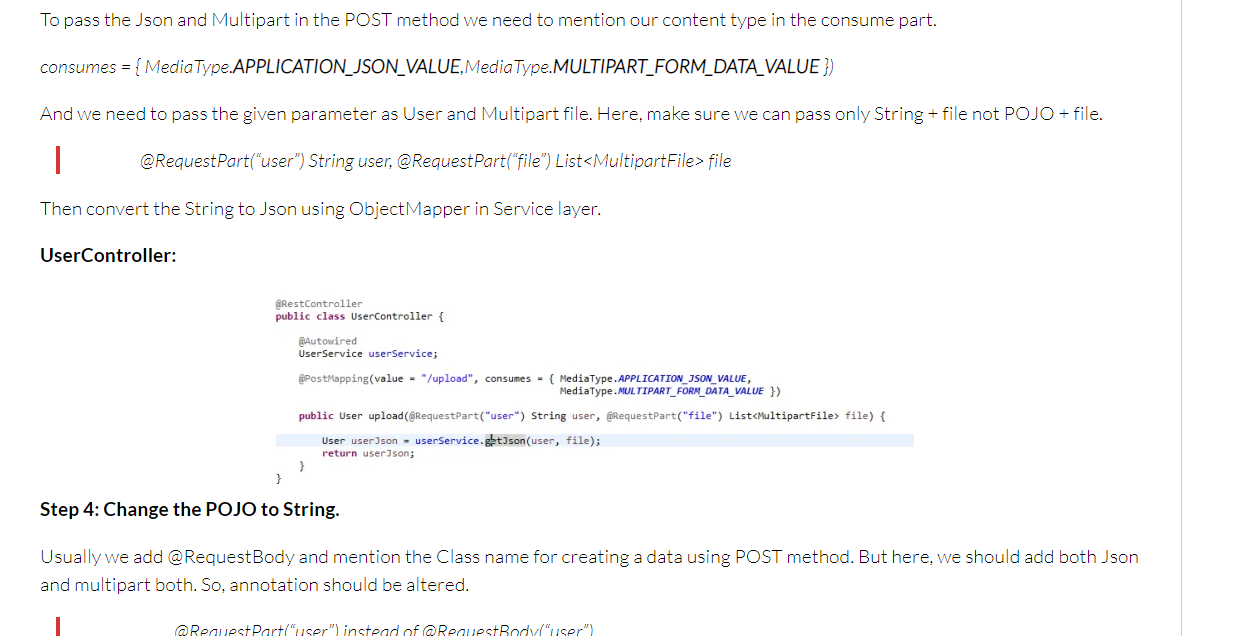 To pass the Json and Multipart in the POST method we need to mention our content type in the consume part.
consumes = { MediaType.APPLICATION_JSON_VALUE,MediaType.MULTIPART_FORM_DATA_VALUE })
And we need to pass the given parameter as User and Multipart file. Here, make sure we can pass only String + file not POJO + file.
@RequestPart(“user”) String user, @RequestPart(“file”) List<MultipartFile> file
Then convert the String to Json using ObjectMapper in Service layer.
UserController:
@RestController
public class UserController {
@Autowired
UserService userService;
@PostMapping(value = "/upload", consumes = { MediaType.APPLICATION_JSON_VALUE,
MediaType.MULTIPART_FORM_DATA_VALUE })
public User upload(@RequestPart("user") String user, @RequestPart("file") List<MultipartFile> file) {
User userJson = userService.getJson(user, file);
return userJson;
}
}
Step 4: Change the POJO to String.
Usually we add @RequestBody and mention the Class name for creating a data using POST method. But here, we should add both Json
and multipart both. So, annotation should be altered.
@RequestPart(“user”) instead of @RequestBody(“user”)